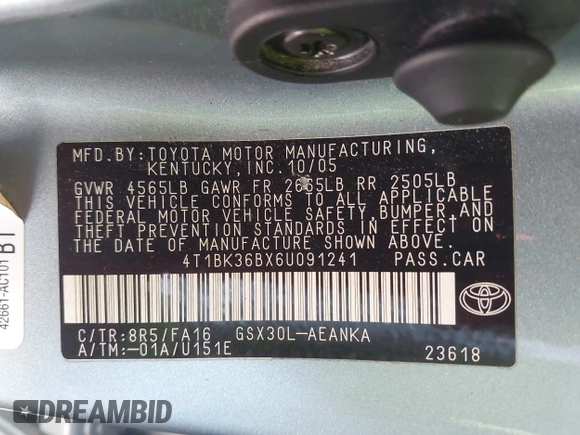 MFD.BY:TOYOTA MOTOR MANUFACTURING,
KENTUCKY,INC.10/05
GVWR 4565LB GAWR FR 2665LB RR 2505LB
THIS VEHICLE CONFORMS TO ALL APPLICABLE
FEDERAL MOTOR VEHICLE SAFETY,BUMPER,AND
THEFT PREVENTION STANDARDS IN EFFECT ON
THE DATE OF MANUFACTURE SHOWN ABOVE.
4T1BK36BX6U091241 PASS.CAR
C/TR:8R5/FA16 GSX30L-AEANKA
A/TM:-01A/U151E 23618
TOYOTA
42661-AC101
BT
DREAMBID